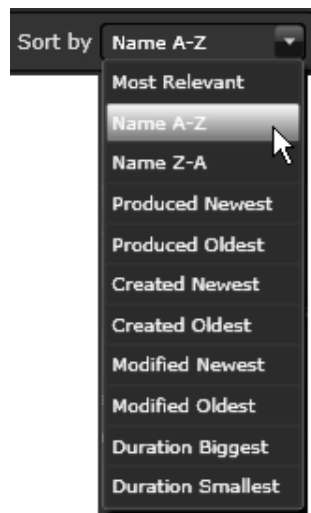 Sort by Name A-Z
Most Relevant
Name A-Z
Name Z-A
Produced Newest
Produced Oldest
Created Newest
Created Oldest
Modified Newest
Modified Oldest
Duration Biggest
Duration Smallest